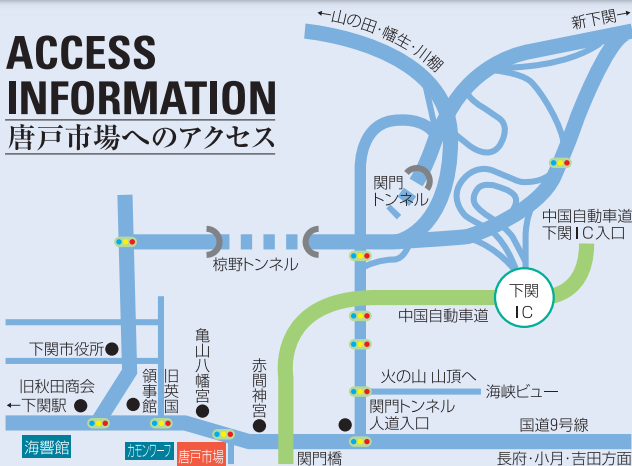 ←山の田・幡生・川棚
新下関→
ACCESS
INFORMATION
唐戸市場へのアクセス
関門
トンネル
椋野トンネル
中国自動車道
下関IC入口
下関
IC
中国自動車道
下関市役所
旧秋田商会
←下関駅
領事館
旧英国
亀山八幡宮
赤間神宮
火の山 山頂へ
海峡ビュー
関門トンネル
人道入口
国道9号線
海響館
カモンワーフ
唐戸市場
関門橋
長府・小月・吉田方面